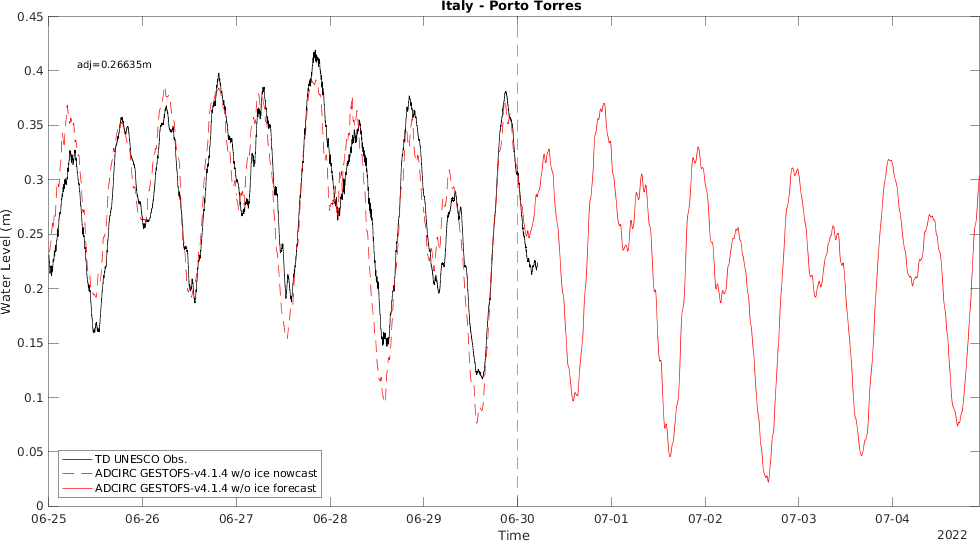 Italy - Porto Torres
0.45
0.4
0.35
0.3
0.25
0.2
0.15
0.1
0.05
0
Water Level (m)
adj=0.26635m
TD UNESCO Obs.
ADCIRC GESTOFS-v4.1.4 w/o ice nowcast
ADCIRC GESTOFS-v4.1.4 w/o ice forecast
06-25 06-26 06-27 06-28 06-29 06-30 07-01 07-02 07-03 07-04
Time
2022